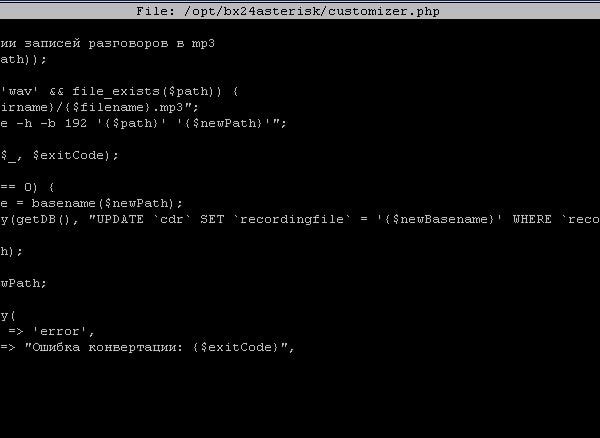 File: /opt/bx24asterisk/customizer.php
ии записей разговоров в mp3
ath));
'wav' && file_exists($path)) {
irname}/{$filename}.mp3";
e -h -b 192 '{$path}' '{$newPath}'";
$_, $exitCode);
== 0) {
e = basename($newPath);
y(getDB(), "UPDATE `cdr` SET `recordingfile` = '{$newBasename}' WHERE `reco
h);
wPath;
y(
=> 'error',
=> "Ошибка конвертации: {$exitCode}",